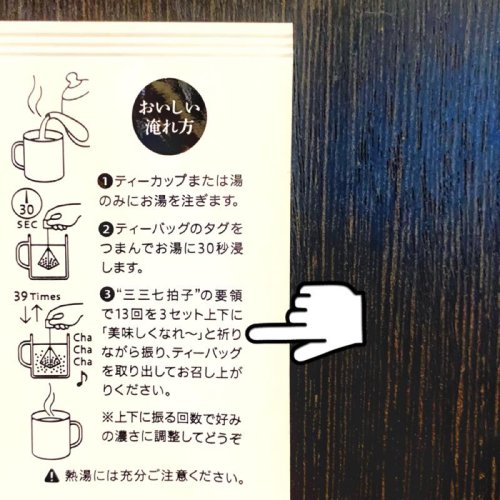 おいしい
淹れ方
❶ティーカップまたは湯
のみにお湯を注ぎます。
30
SEC
❷ティーバッグのタグを
つまんでお湯に30秒浸
します。
39 Times
❸“三三七拍子”の要領
で13回を3セット上下に
「美味しくなれ〜」と祈り
ながら振り、ティーバッグ
を取り出してお召し上が
りください。
Cha
Cha
Cha
※上下に振る回数で好み
の濃さに調整してどうぞ
熱湯には充分ご注意ください。